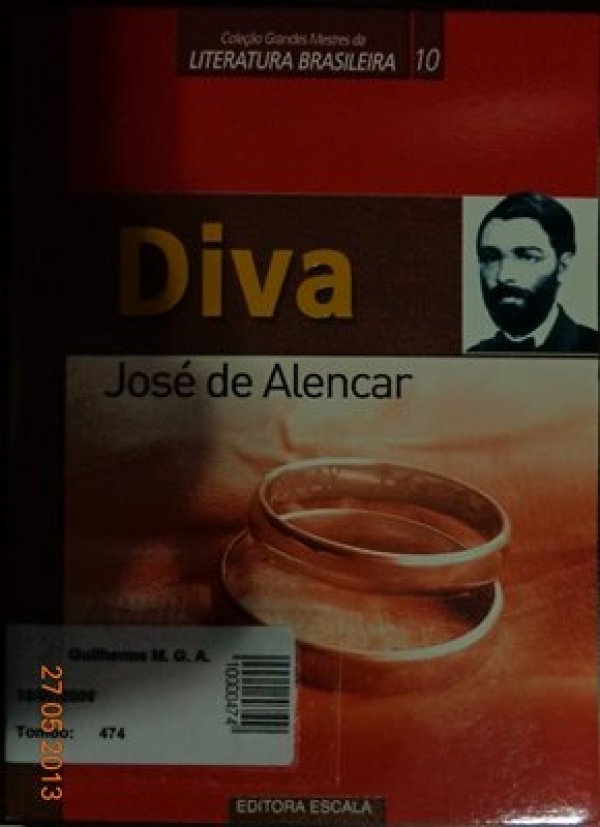 Coleção Grandes Mestres da
LITERATURA BRASILEIRA 10
Diva
José de Alencar
Guilherme M. G. A.
10000474
Tombo: 474
27/05/2013
EDITORA ESCALA